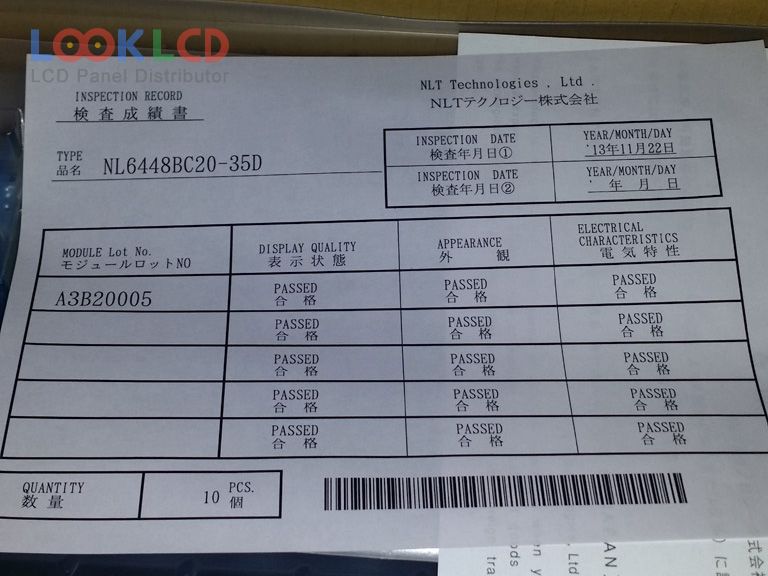 LOOKLCD
LCD Panel Distributor
INSPECTION RECORD
検査成績書
NLT Technologies , Ltd .
NLTテクノロジー株式会社
INSPECTION DATE
検査年月日①
YEAR/MONTH/DAY
'13年11月22日
INSPECTION DATE
検査年月日②
YEAR/MONTH/DAY
' 年 月 日
TYPE
品名
NL6448BC20-35D
MODULE Lot No.
モジュールロットNO
DISPLAY QUALITY
表示状態
APPEARANCE
外 観
ELECTRICAL
CHARACTERISTICS
電気特性
A3B20005
PASSED
合 格
PASSED
合 格
PASSED
合 格
PASSED
合 格
PASSED
合 格
PASSED
合 格
PASSED
合 格
PASSED
合 格
PASSED
合 格
PASSED
合 格
PASSED
合 格
PASSED
合 格
PASSED
合 格
PASSED
合 格
PASSED
合 格
QUANTITY
数量
10 PCS.
個